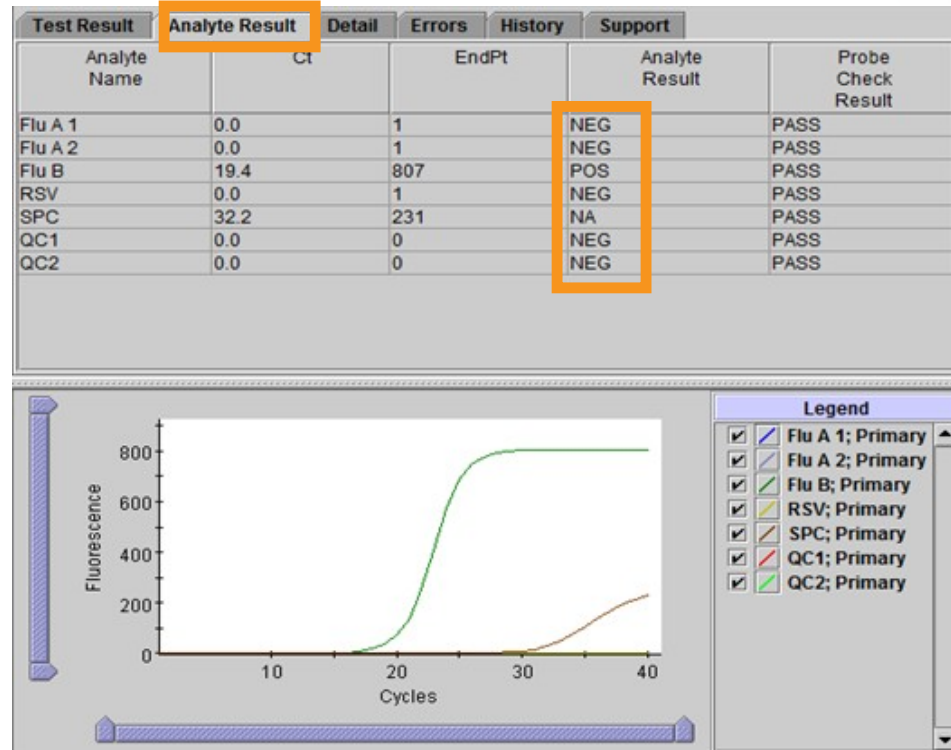 Test Result Analyte Result Detail Errors History Support
Analyte Name Ct EndPt Analyte Result Probe Check Result
Flu A 1 0.0 1 NEG PASS
Flu A 2 0.0 1 NEG PASS
Flu B 19.4 807 POS PASS
RSV 0.0 1 NEG PASS
SPC 32.2 231 NA PASS
QC1 0.0 0 NEG PASS
QC2 0.0 0 NEG PASS
800
600
400
200
0
Fluorescence
10 20 30 40
Cycles
Legend
Flu A 1; Primary
Flu A 2; Primary
Flu B; Primary
RSV; Primary
SPC; Primary
QC1; Primary
QC2; Primary